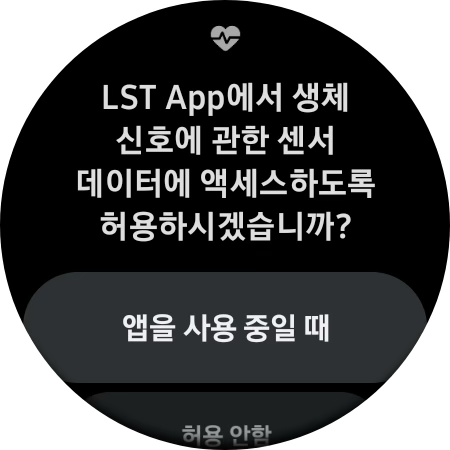 LST App에서 생체
신호에 관한 센서
데이터에 액세스하도록
허용하시겠습니까?
앱을 사용 중일 때
허용 안함